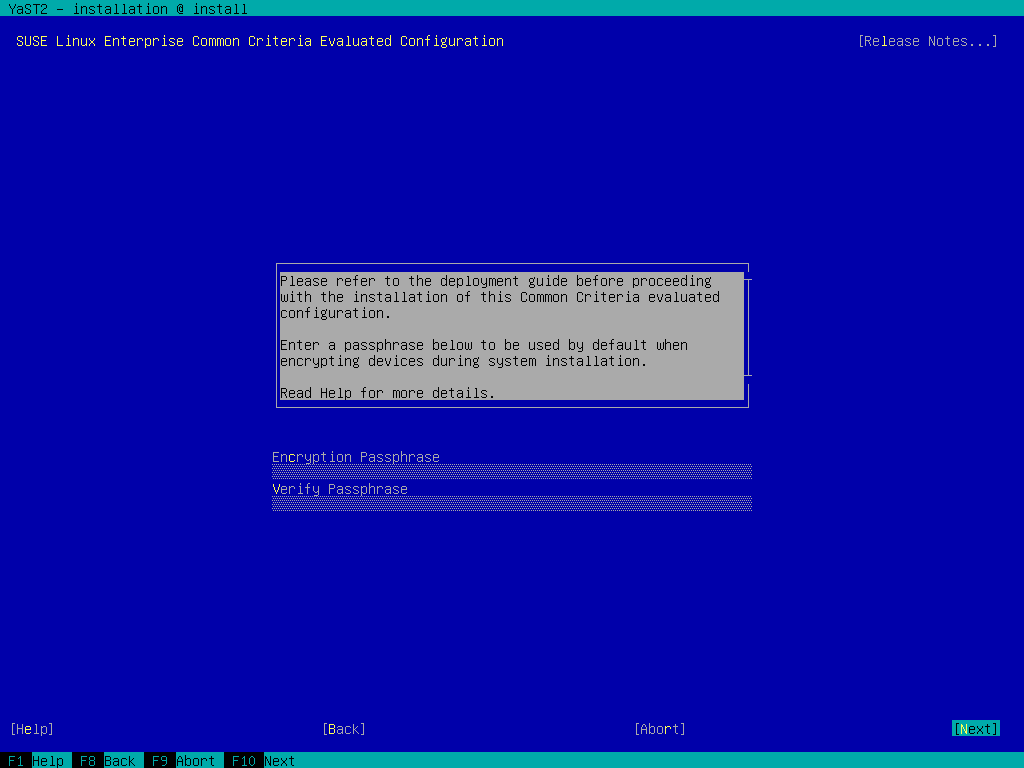 YaST2 - installation @ install
SUSE Linux Enterprise Common Criteria Evaluated Configuration [Release Notes...]
Please refer to the deployment guide before proceeding
with the installation of this Common Criteria evaluated
configuration.
Enter a passphrase below to be used by default when
encrypting devices during system installation.
Read Help for more details.
Encryption Passphrase
Verify Passphrase
[Help] [Back] [Abort] [Next]
F1 Help F8 Back F9 Abort F10 Next